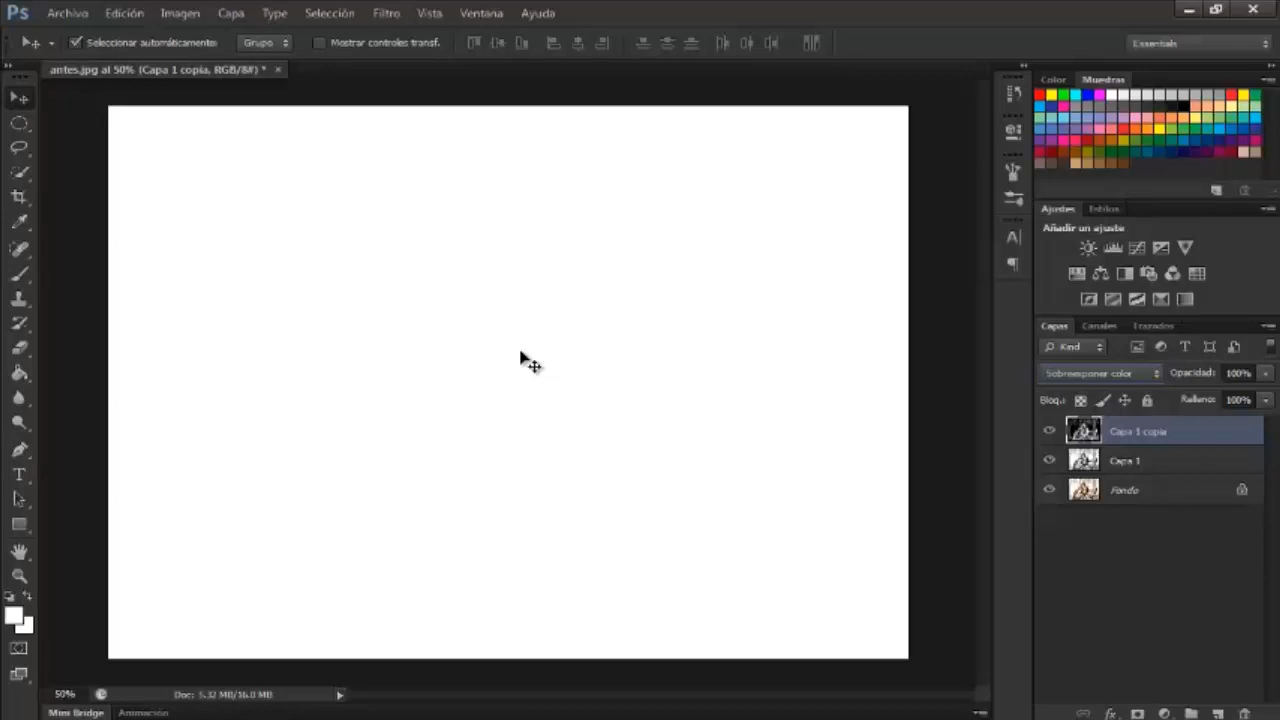 Ps Archivo Edición Imagen Capa Type Selección Filtro Vista Ventana Ayuda
Seleccionar automáticamente Grupo Mostrar controles transf. Essentials
antes.jpg al 50% (Capa 1 copia, RGB/8#) * ×
Color Muestras
Ajustes Estilos
Añadir un ajuste
Capas Canales Trazados
Kind
Sobreexponer color Opacidad: 100%
Bloq.: Relleno: 100%
Capa 1 copia
Capa 1
Fondo
50% Doc: 5.32 MB/16.0 MB
Mini Bridge Animación